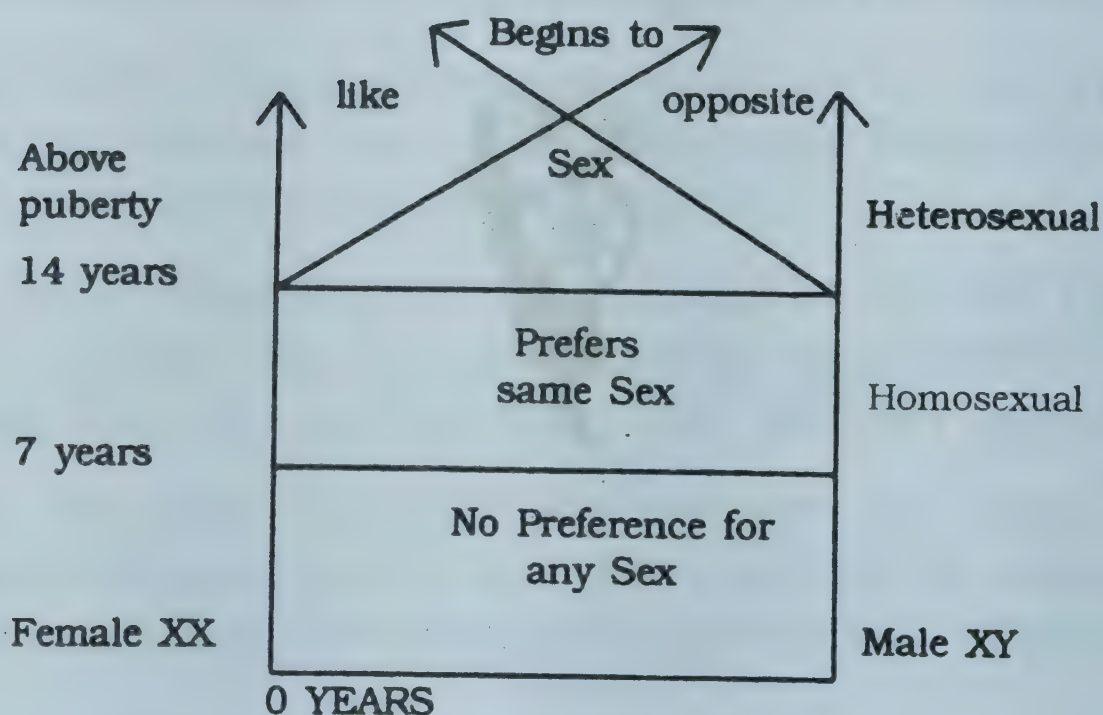 Begins to
like
opposite
Sex
Above
puberty
14 years
Heterosexual
Prefers
same Sex
Homosexual
7 years
No Preference for
any Sex
Female XX
Male XY
0 YEARS